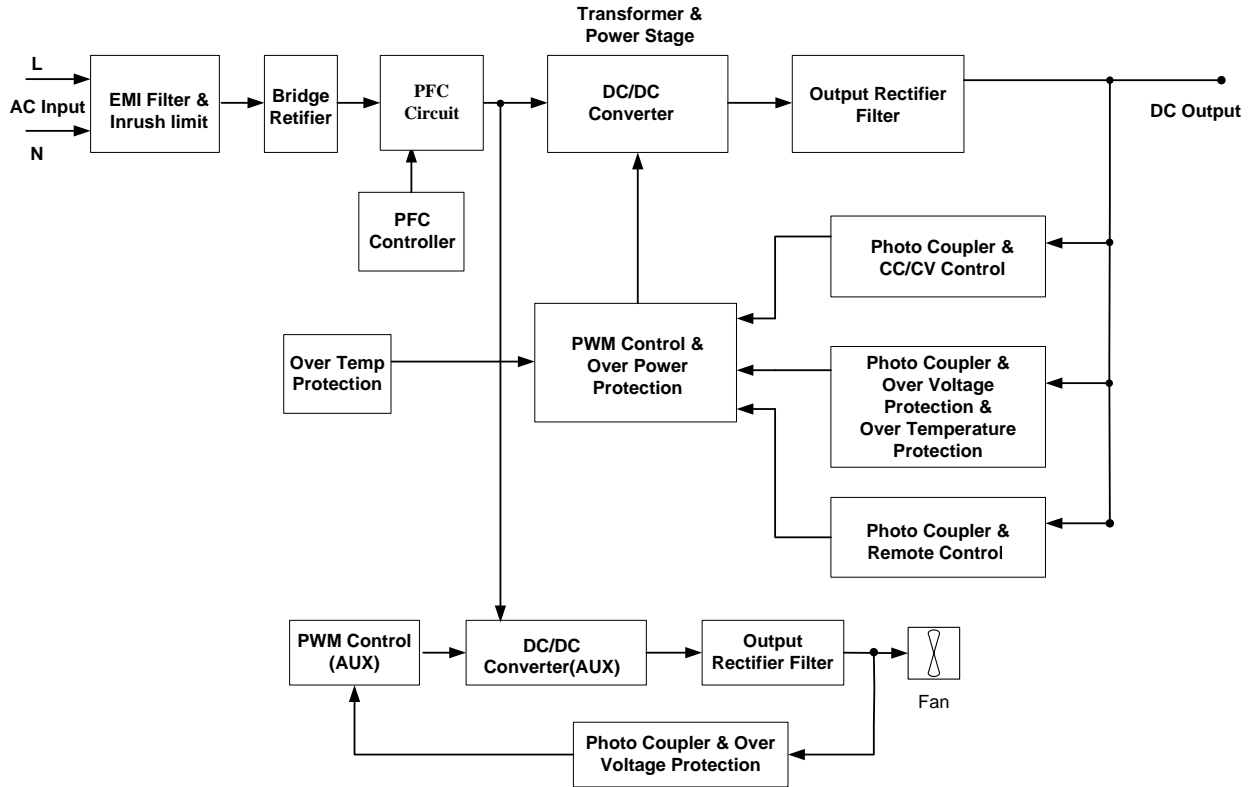 Transformer &
Power Stage
L
AC Input
N
EMI Filter &
Inrush limit
Bridge
Retifier
PFC
Circuit
DC/DC
Converter
Output Rectifier
Filter
DC Output
PFC
Controller
Photo Coupler &
CC/CV Control
Over Temp
Protection
PWM Control &
Over Power
Protection
Photo Coupler &
Over Voltage
Protection &
Over Temperature
Protection
Photo Coupler &
Remote Control
PWM Control
(AUX)
DC/DC
Converter(AUX)
Output
Rectifier Filter
Fan
Photo Coupler & Over
Voltage Protection